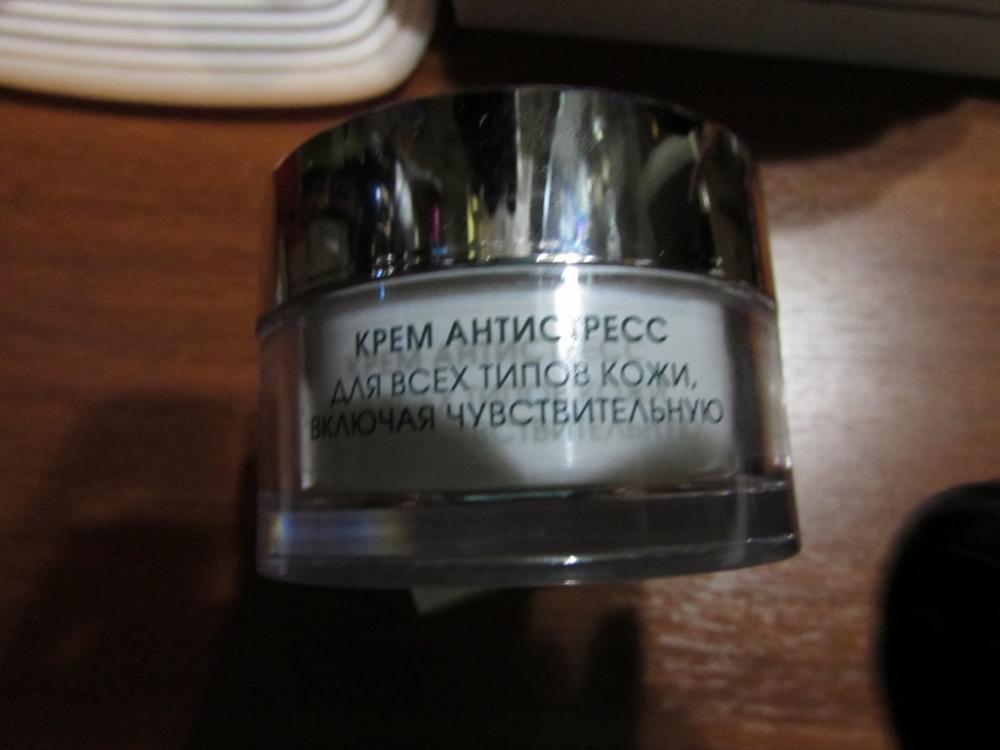 КРЕМ АНТИСТРЕСС
ДЛЯ ВСЕХ ТИПОВ КОЖИ,
ВКЛЮЧАЯ ЧУВСТВИТЕЛЬНУЮ